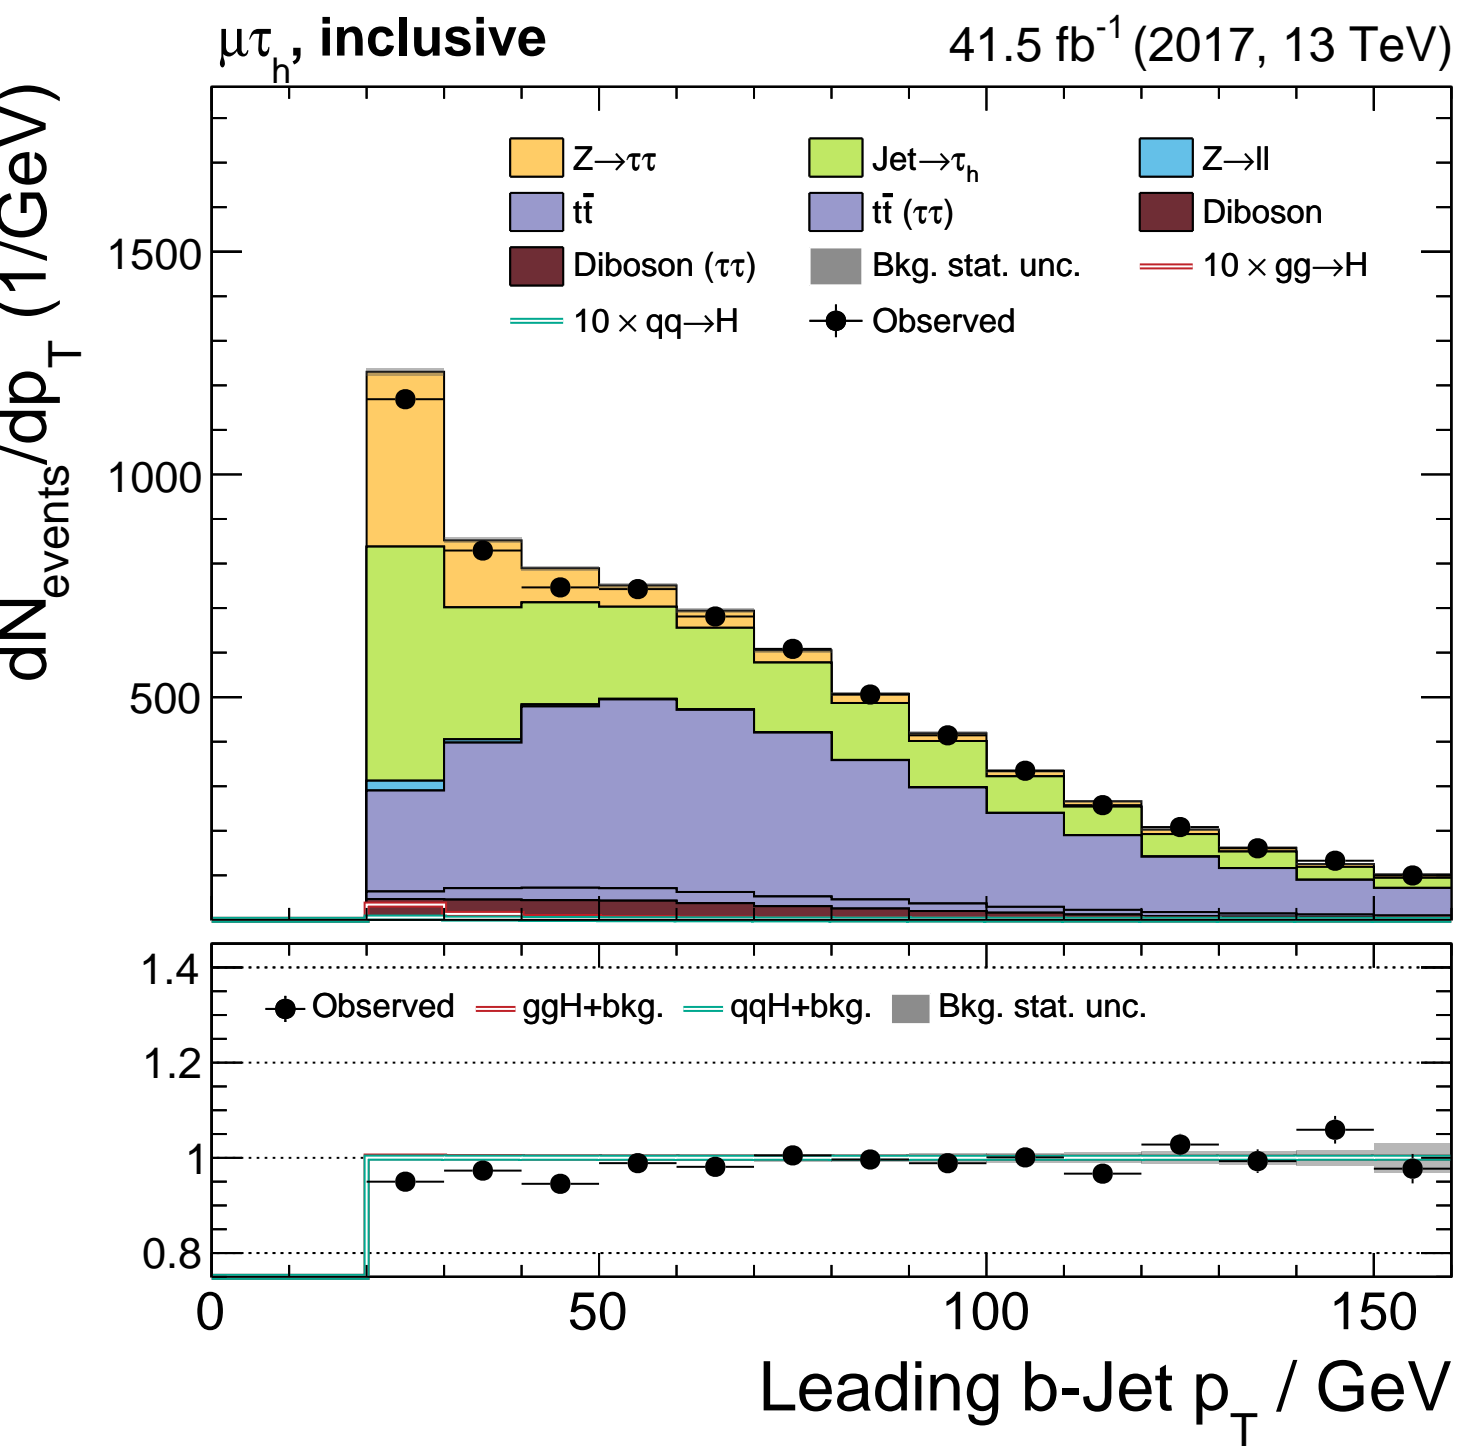 μτh, inclusive
41.5 fb-1 (2017, 13 TeV)
dNevents/dpT (1/GeV)
Z→ττ Jet→τh Z→ll
tt̄ tt̄ (ττ) Diboson
Diboson (ττ) Bkg. stat. unc. 10 × gg→H
10 × qq→H Observed
1500
1000
500
1.4
Observed ggH+bkg. qqH+bkg. Bkg. stat. unc.
1.2
1
0.8
0 50 100 150
Leading b-Jet pT / GeV